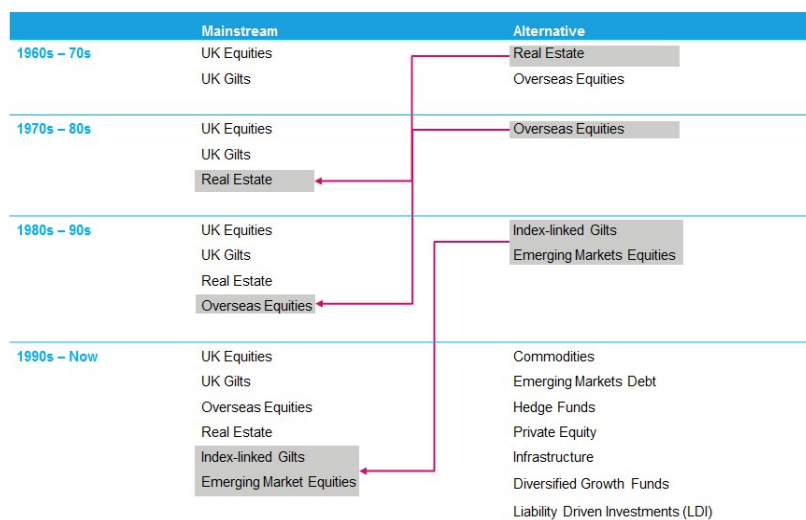 Mainstream Alternative
1960s – 70s UK Equities Real Estate
UK Gilts Overseas Equities
1970s – 80s UK Equities Overseas Equities
UK Gilts
Real Estate
1980s – 90s UK Equities Index-linked Gilts
UK Gilts Emerging Markets Equities
Real Estate
Overseas Equities
1990s – Now UK Equities Commodities
UK Gilts Emerging Markets Debt
Overseas Equities Hedge Funds
Real Estate Private Equity
Index-linked Gilts Infrastructure
Emerging Market Equities Diversified Growth Funds
Liability Driven Investments (LDI)